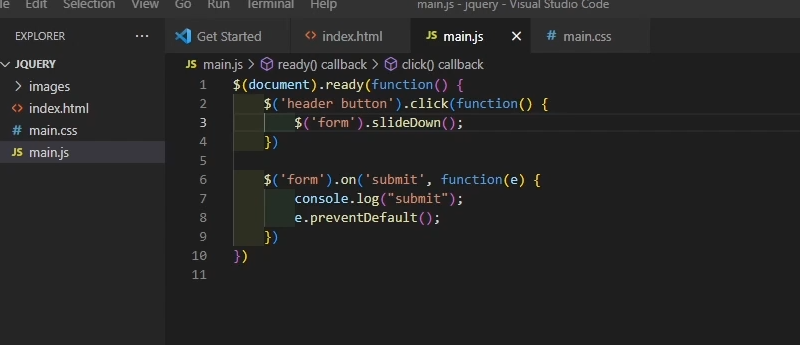 Edit Selection View Go Run Terminal Help main.js - jquery - Visual Studio Code
EXPLORER ··· Get Started <> index.html JS main.js × # main.css
JQUERY JS main.js > ready() callback > click() callback
> images
<> index.html
# main.css
JS main.js
1 $(document).ready(function() {
2 $('header button').click(function() {
3 $('form').slideDown();
4 })
5
6 $('form').on('submit', function(e) {
7 console.log("submit");
8 e.preventDefault();
9 })
10 })
11